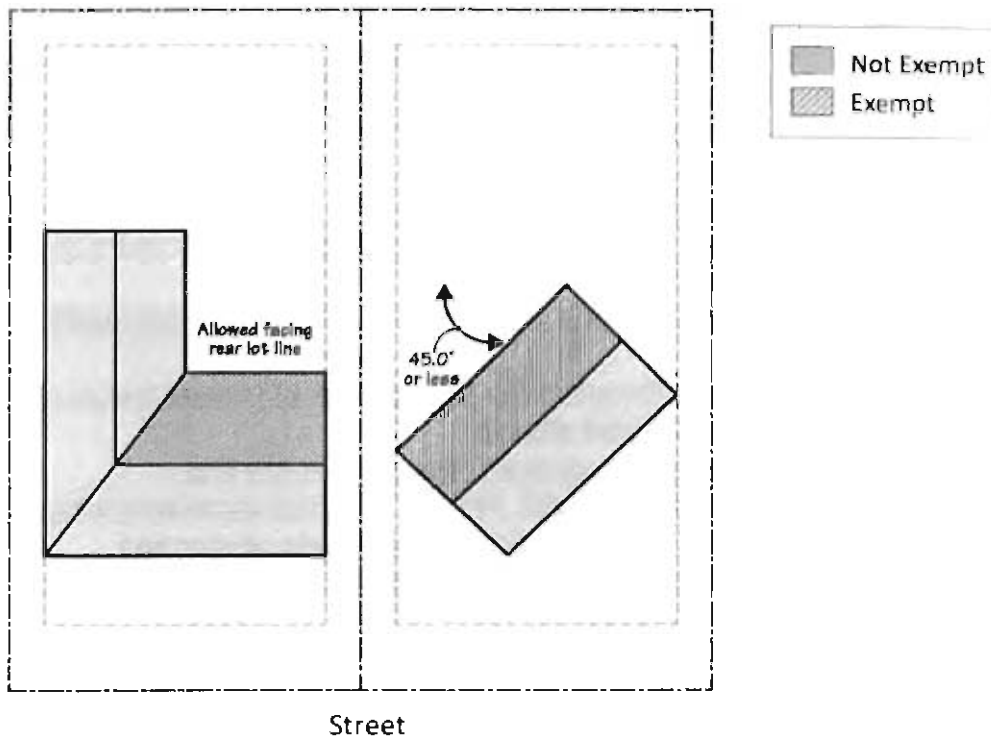 Not Exempt
Exempt
Allowed facing
rear lot line
45.0°
or less
Street